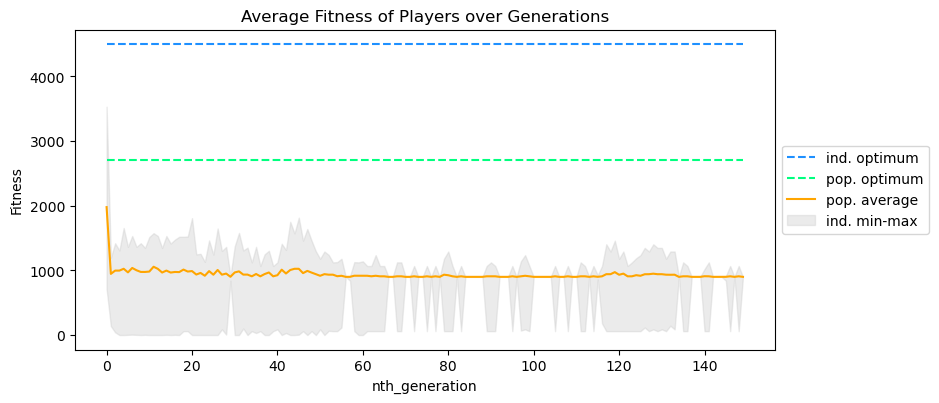 Average Fitness of Players over Generations
Fitness
4000
3000
2000
1000
0
0 20 40 60 80 100 120 140
nth_generation
ind. optimum
pop. optimum
pop. average
ind. min-max